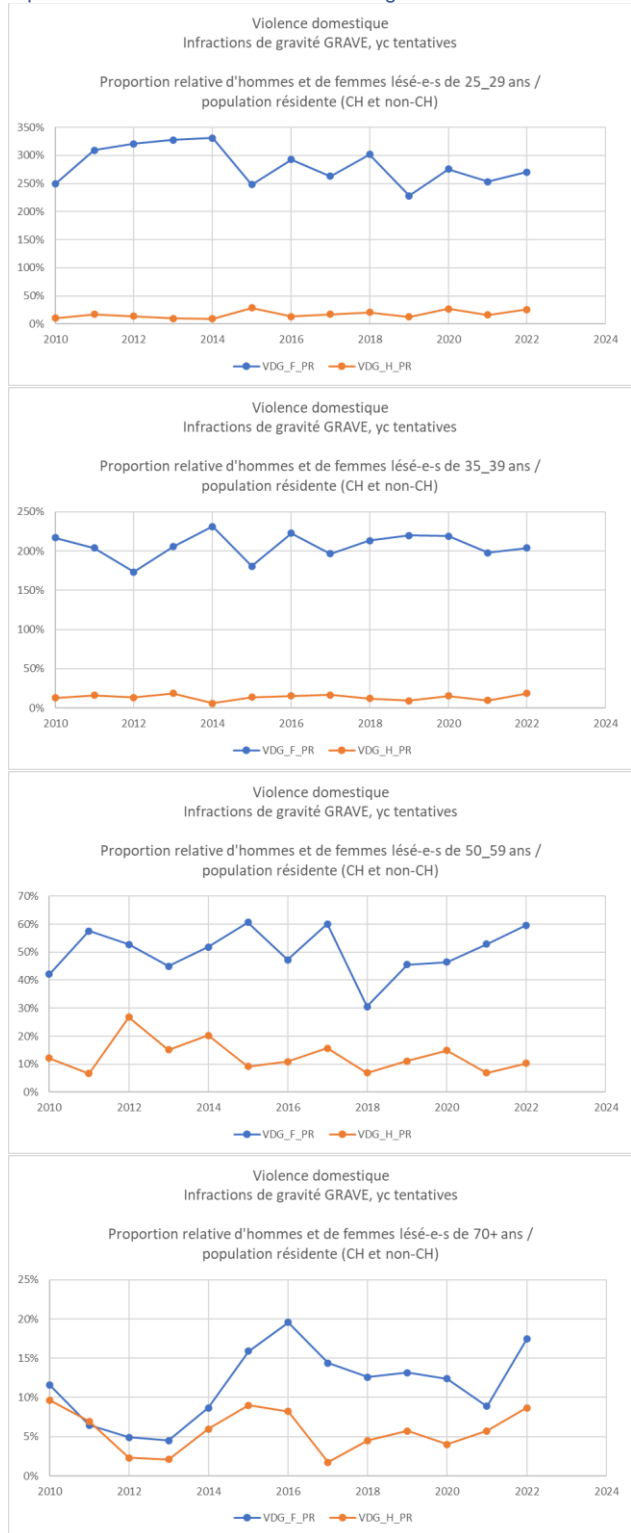 Violence domestique
Infractions de gravité GRAVE, yc tentatives
Proportion relative d'hommes et de femmes lésé-e-s de 25_29 ans /
population résidente (CH et non-CH)
350%
300%
250%
200%
150%
100%
50%
0%
2010 2012 2014 2016 2018 2020 2022 2024
VDG_F_PR VDG_H_PR
Violence domestique
Infractions de gravité GRAVE, yc tentatives
Proportion relative d'hommes et de femmes lésé-e-s de 35_39 ans /
population résidente (CH et non-CH)
250%
200%
150%
100%
50%
0%
2010 2012 2014 2016 2018 2020 2022 2024
VDG_F_PR VDG_H_PR
Violence domestique
Infractions de gravité GRAVE, yc tentatives
Proportion relative d'hommes et de femmes lésé-e-s de 50_59 ans /
population résidente (CH et non-CH)
70%
60%
50%
40%
30%
20%
10%
0%
2010 2012 2014 2016 2018 2020 2022 2024
VDG_F_PR VDG_H_PR
Violence domestique
Infractions de gravité GRAVE, yc tentatives
Proportion relative d'hommes et de femmes lésé-e-s de 70+ ans /
population résidente (CH et non-CH)
25%
20%
15%
10%
5%
0%
2010 2012 2014 2016 2018 2020 2022 2024
VDG_F_PR VDG_H_PR